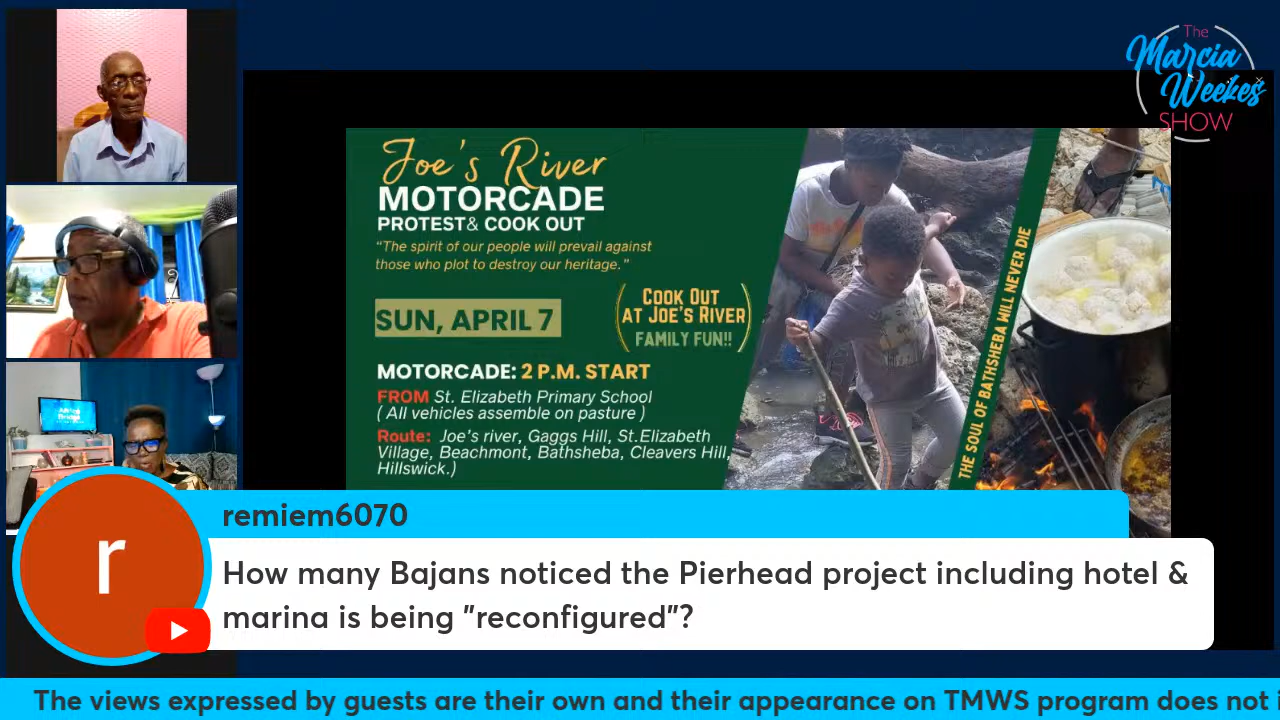 The
Marcia
Weekes
SHOW
Joe's River
MOTORCADE
PROTEST& COOK OUT
"The spirit of our people will prevail against
those who plot to destroy our heritage."
SUN, APRIL 7
COOK OUT
AT JOE'S RIVER
FAMILY FUN!!
MOTORCADE: 2 P.M. START
FROM St. Elizabeth Primary School
( All vehicles assemble on pasture )
Route: Joe's river, Gaggs Hill, St.Elizabeth
Village, Beachmont, Bathsheba, Cleavers Hill,
Hillswick.)
THE SOUL OF BATHSHEBA WILL NEVER DIE
r
remiem6070
How many Bajans noticed the Pierhead project including hotel &
marina is being "reconfigured"?
The views expressed by guests are their own and their appearance on TMWS program does not